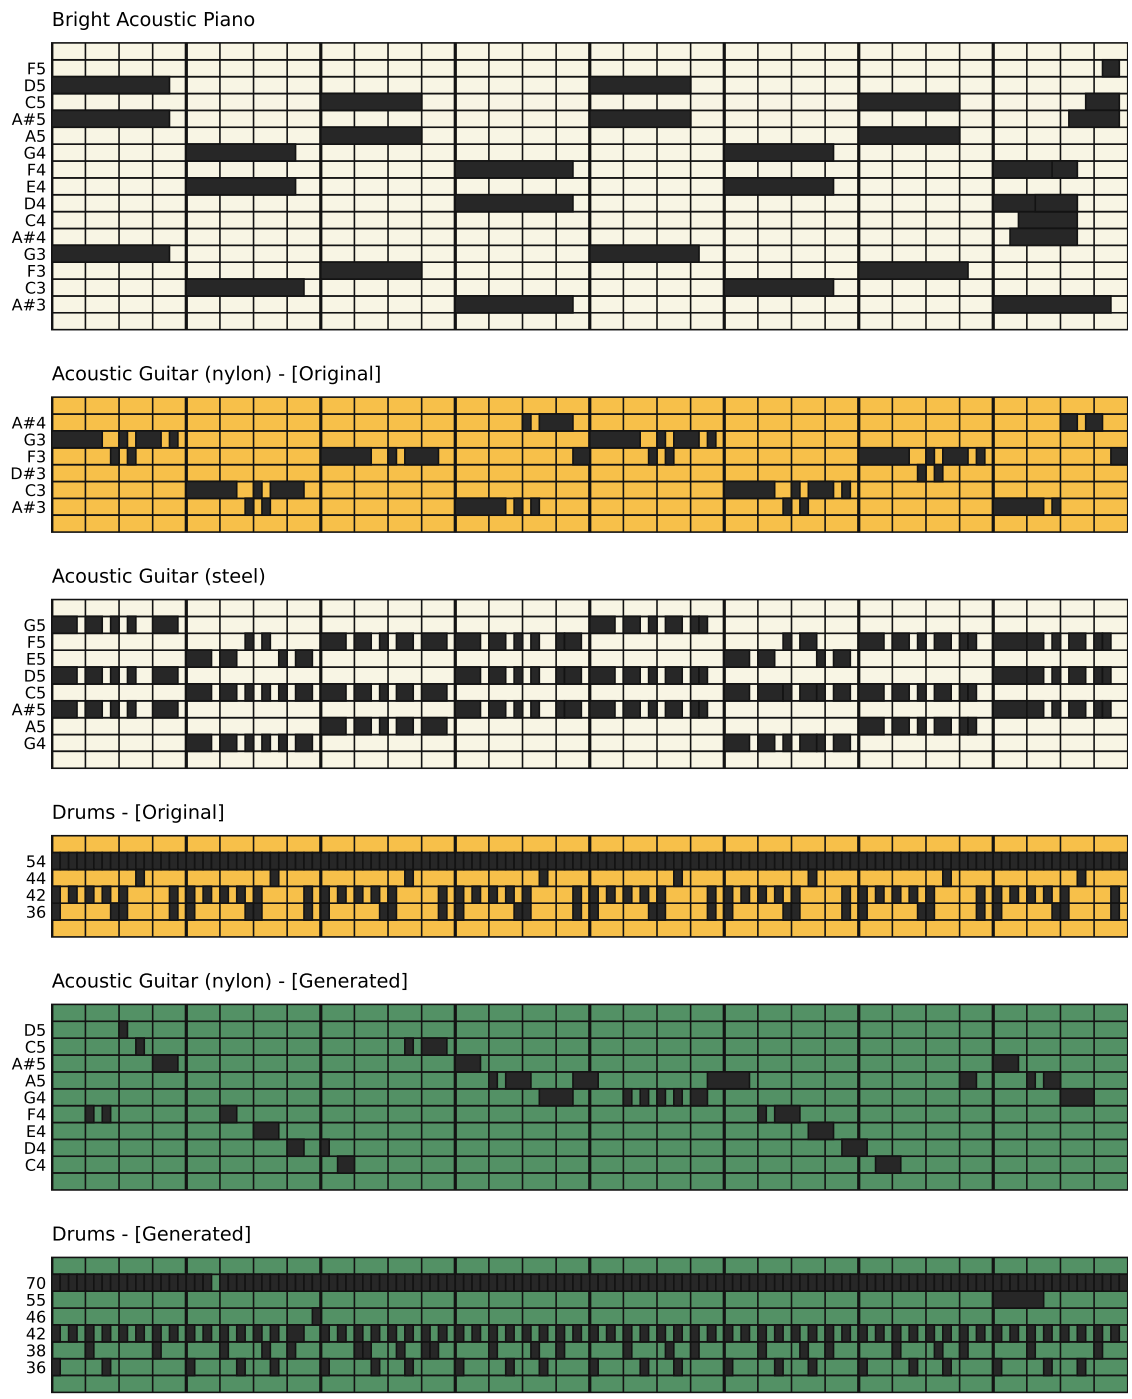 Bright Acoustic Piano
F5
D5
C5
A#5
A5
G4
F4
E4
D4
C4
A#4
G3
F3
C3
A#3
Acoustic Guitar (nylon) - [Original]
A#4
G3
F3
D#3
C3
A#3
Acoustic Guitar (steel)
G5
F5
E5
D5
C5
A#5
A5
G4
Drums - [Original]
54
44
42
36
Acoustic Guitar (nylon) - [Generated]
D5
C5
A#5
A5
G4
F4
E4
D4
C4
Drums - [Generated]
70
55
46
42
38
36